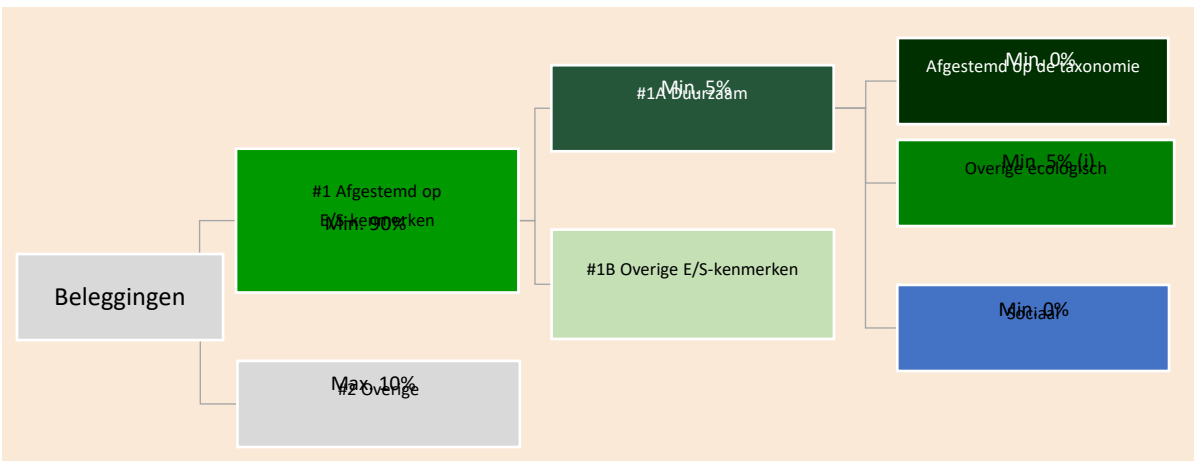 Beleggingen
#1 Afgestemd op
E/S-kenmerken
Min. 90%
Max. 10%
#2 Overige
Min. 5%
#1A Duurzaam
#1B Overige E/S-kenmerken
Min. 0%
Afgestemd op de taxonomie
Min. 5% (i)
Overige ecologisch
Min. 0%
Sociaal